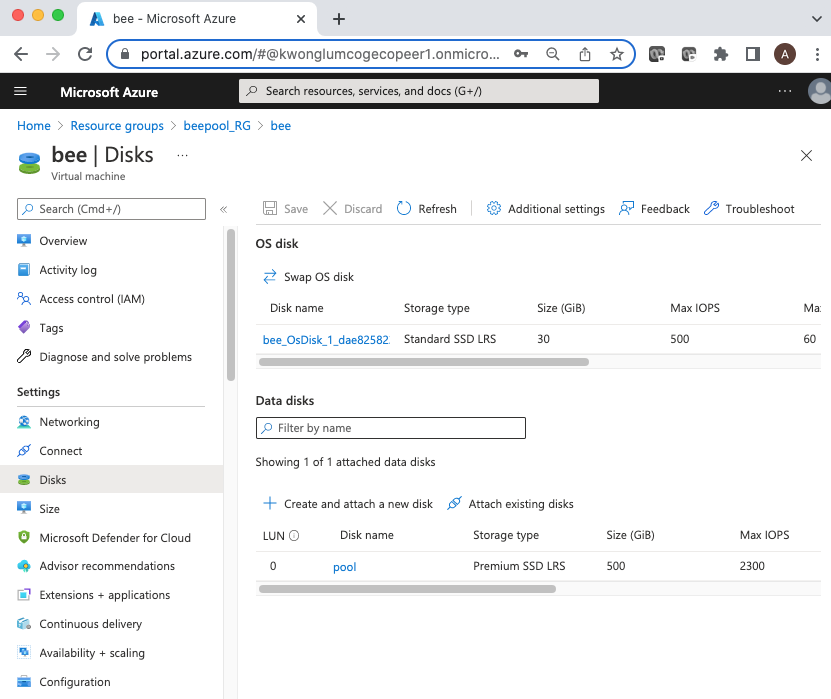 bee - Microsoft Azure
portal.azure.com/#@kwonglumcogecopeer1.onmicro...
A
Microsoft Azure
Search resources, services, and docs (G+/)
Home > Resource groups > beepool_RG > bee
bee | Disks
Virtual machine
Search (Cmd+/)
Save
Discard
Refresh
Additional settings
Feedback
Troubleshoot
Overview
Activity log
Access control (IAM)
Tags
Diagnose and solve problems
Settings
Networking
Connect
Disks
Size
Microsoft Defender for Cloud
Advisor recommendations
Extensions + applications
Continuous delivery
Availability + scaling
Configuration
OS disk
Swap OS disk
Disk name Storage type Size (GiB) Max IOPS Ma
bee_OsDisk_1_dae82582 Standard SSD LRS 30 500 60
Data disks
Filter by name
Showing 1 of 1 attached data disks
Create and attach a new disk
Attach existing disks
LUN Disk name Storage type Size (GiB) Max IOPS
0 pool Premium SSD LRS 500 2300